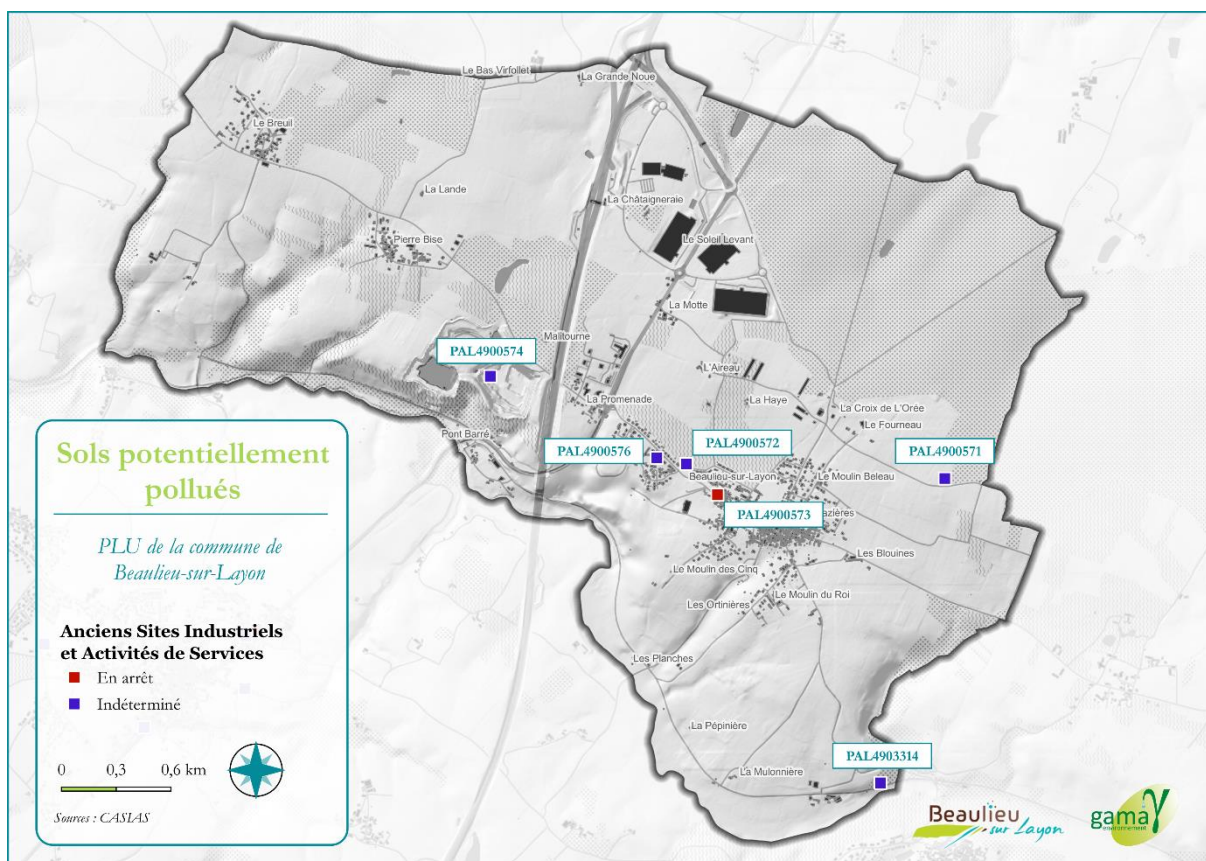 Le Bas Virfollet
La Grande Noue
Le Breuil
La Lande
La Châtaigneraie
Pierre Bise
Le Soleil Levant
La Motte
Malitourne
PAL4900574
L'Aireau
La Haye
La Promenade
La Croix de L'Orée
Le Fourneau
Pont Barré
PAL4900576
PAL4900572
PAL4900571
Beaulieu-sur-Layon
Le Moulin Beleau
PAL4900573
Les Blouines
Le Moulin des Cinq
Le Moulin du Roi
Les Ortinières
Les Planches
La Pépinière
PAL4903314
La Mulonnière
Sols potentiellement
pollués
PLU de la commune de
Beaulieu-sur-Layon
Anciens Sites Industriels
et Activités de Services
En arrêt
Indéterminé
0 0,3 0,6 km
Sources : CASIAS
Beaulieu
sur Layon
gama
environnement